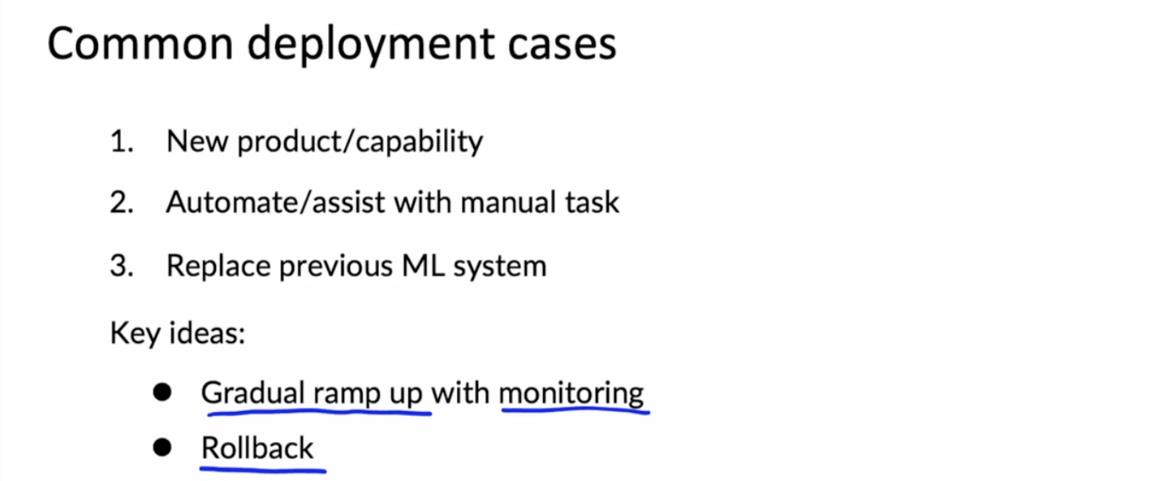 Common deployment cases
1. New product/capability
2. Automate/assist with manual task
3. Replace previous ML system
Key ideas:
● Gradual ramp up with monitoring
● Rollback